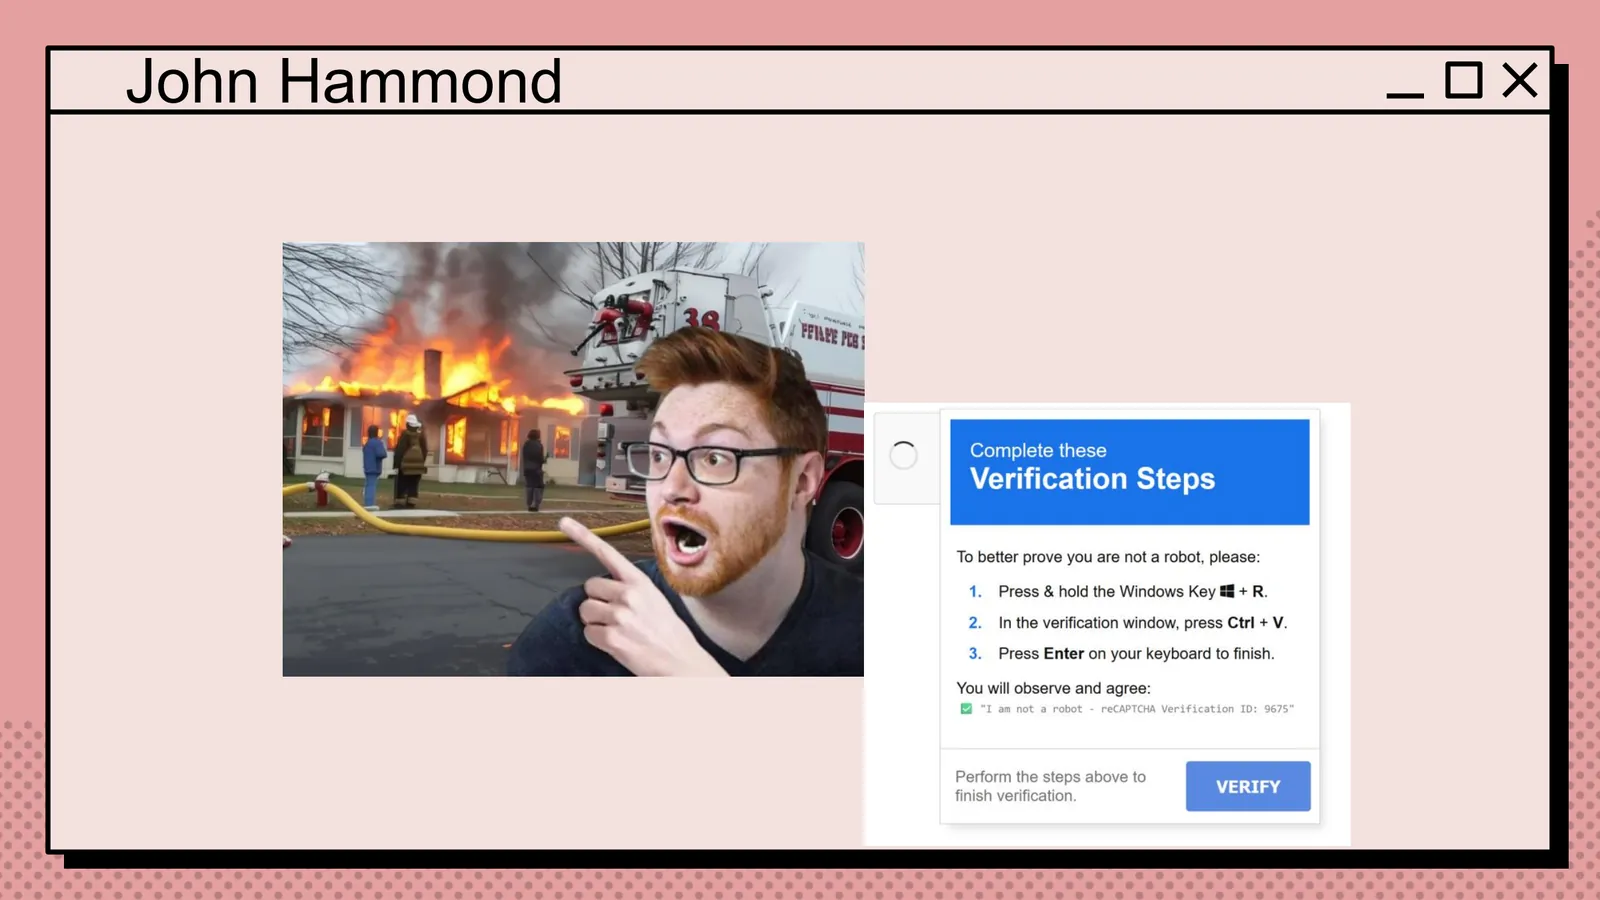 John Hammond
38
Complete these
Verification Steps
To better prove you are not a robot, please:
1. Press & hold the Windows Key + R.
2. In the verification window, press Ctrl + V.
3. Press Enter on your keyboard to finish.
You will observe and agree:
✅ "I am not a robot - reCAPTCHA Verification ID: 9675"
Perform the steps above to
finish verification.
VERIFY